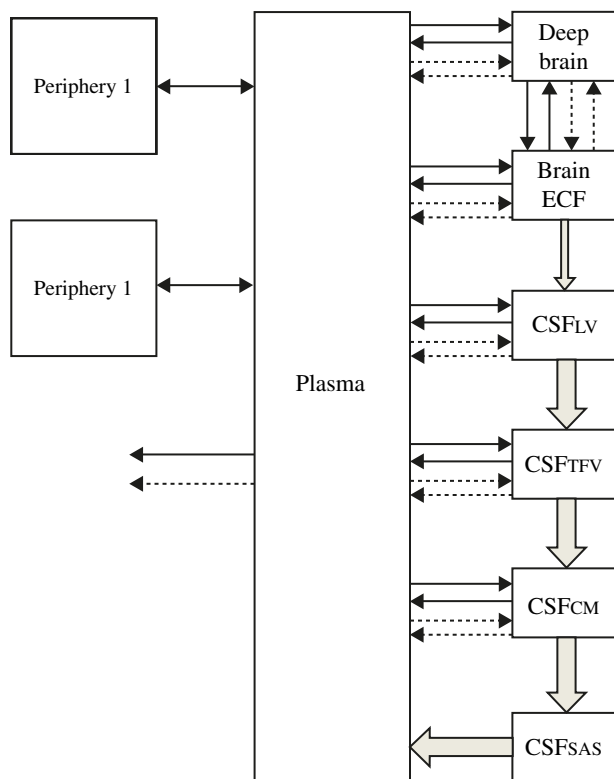 Periphery 1
Periphery 1
Plasma
Deep
brain
Brain
ECF
CSFLV
CSFTFV
CSFCM
CSFSAS